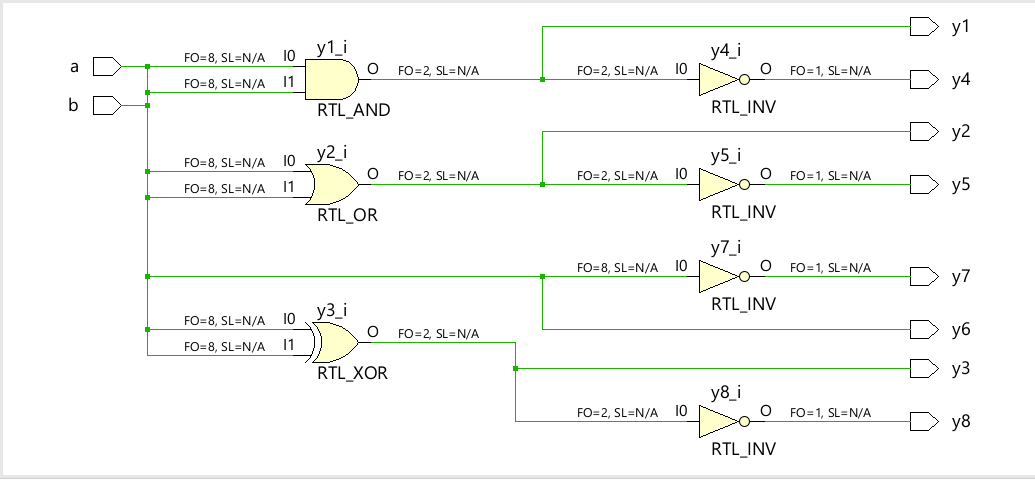 y1
a
FO=8, SL=N/A
I0
y1_i
O
FO=2, SL=N/A
FO=2, SL=N/A
I0
y4_i
O
FO=1, SL=N/A
y4
FO=8, SL=N/A
I1
RTL_AND
RTL_INV
b
y2
FO=8, SL=N/A
I0
y2_i
O
FO=2, SL=N/A
FO=2, SL=N/A
I0
y5_i
O
FO=1, SL=N/A
y5
FO=8, SL=N/A
I1
RTL_OR
RTL_INV
FO=8, SL=N/A
I0
y7_i
O
FO=1, SL=N/A
y7
RTL_INV
FO=8, SL=N/A
I0
y3_i
O
FO=2, SL=N/A
y6
FO=8, SL=N/A
I1
RTL_XOR
y3
FO=2, SL=N/A
I0
y8_i
O
FO=1, SL=N/A
y8
RTL_INV